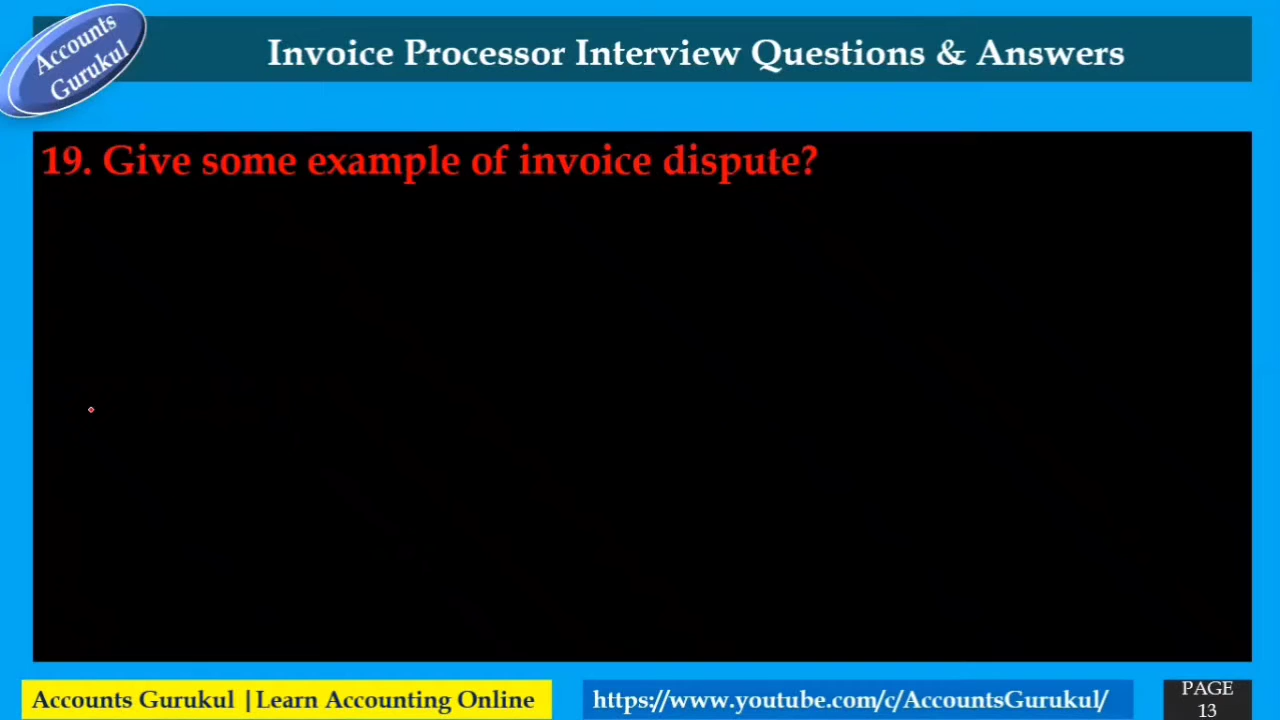 Accounts
Gurukul
Invoice Processor Interview Questions & Answers
19. Give some example of invoice dispute?
Accounts Gurukul |Learn Accounting Online
https://www.youtube.com/c/AccountsGurukul/
PAGE
13